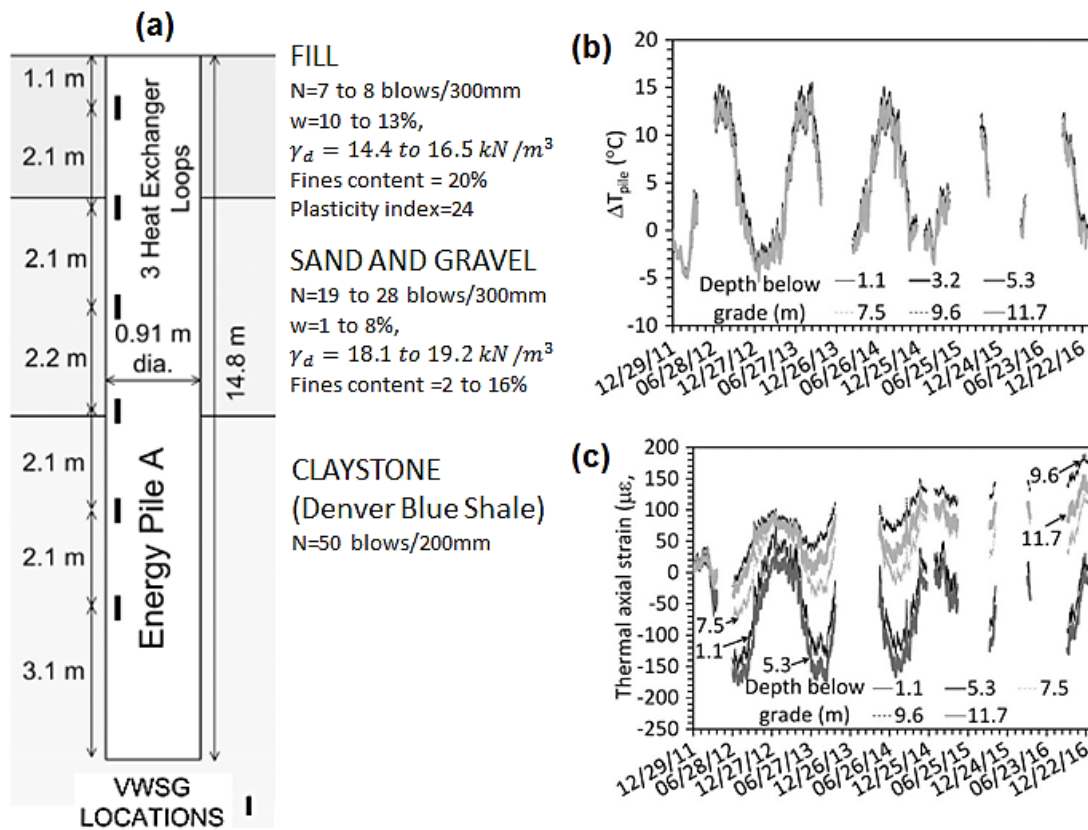 (a)
1.1 m
2.1 m
2.1 m
2.2 m
2.1 m
2.1 m
3.1 m
3 Heat Exchanger
Loops
0.91 m
dia.
14.8 m
Energy Pile A
VWSG
LOCATIONS
FILL
N=7 to 8 blows/300mm
w=10 to 13%,
γd = 14.4 to 16.5 kN /m³
Fines content = 20%
Plasticity index=24
SAND AND GRAVEL
N=19 to 28 blows/300mm
w=1 to 8%,
γd = 18.1 to 19.2 kN /m³
Fines content =2 to 16%
CLAYSTONE
(Denver Blue Shale)
N=50 blows/200mm
(b)
20
15
10
5
0
-5
-10
ΔTpile (°C)
Depth below
grade (m)
1.1
3.2
5.3
7.5
9.6
11.7
12/29/11
06/28/12
12/27/12
06/27/13
12/26/13
06/26/14
12/25/14
06/25/15
12/24/15
06/23/16
12/22/16
(c)
200
150
100
50
0
-50
-100
-150
-200
-250
Thermal axial strain (με,
9.6
11.7
7.5
1.1
5.3
Depth below
grade (m)
1.1
5.3
7.5
9.6
11.7
12/29/11
06/28/12
12/27/12
06/27/13
12/26/13
06/26/14
12/25/14
06/25/15
12/24/15
06/23/16
12/22/16